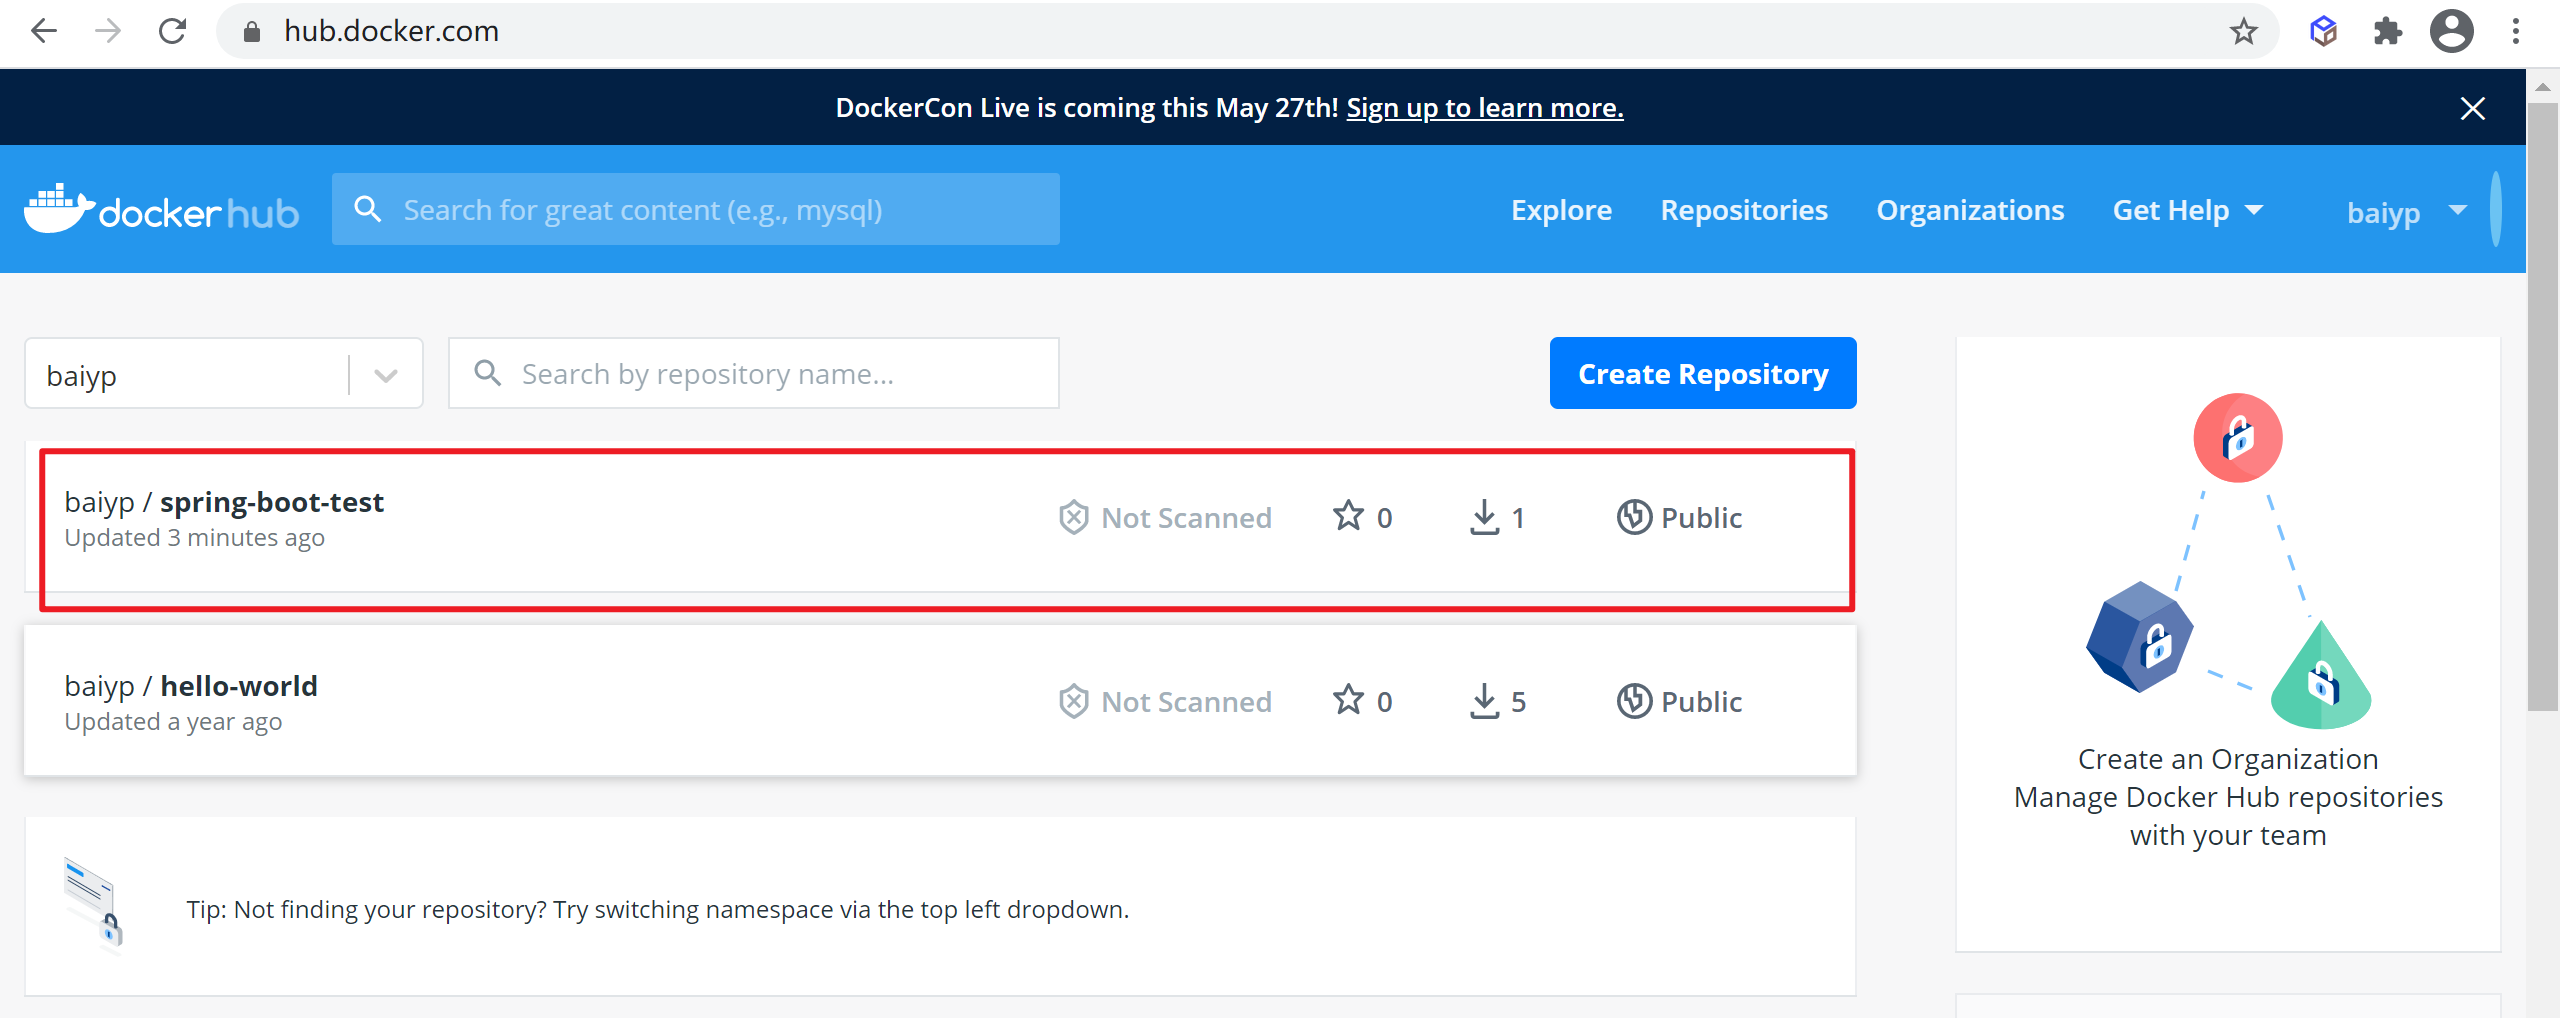 hub.docker.com
DockerCon Live is coming this May 27th! Sign up to learn more.
docker hub
Search for great content (e.g., mysql)
Explore
Repositories
Organizations
Get Help
baiyp
baiyp
Search by repository name...
Create Repository
baiyp / spring-boot-test
Updated 3 minutes ago
Not Scanned
0
1
Public
baiyp / hello-world
Updated a year ago
Not Scanned
0
5
Public
Tip: Not finding your repository? Try switching namespace via the top left dropdown.
Create an Organization
Manage Docker Hub repositories
with your team